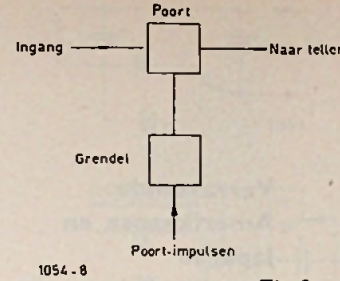 Poort
Ingang
Naar teller
Grendel
Poort-impulsen
1054-8